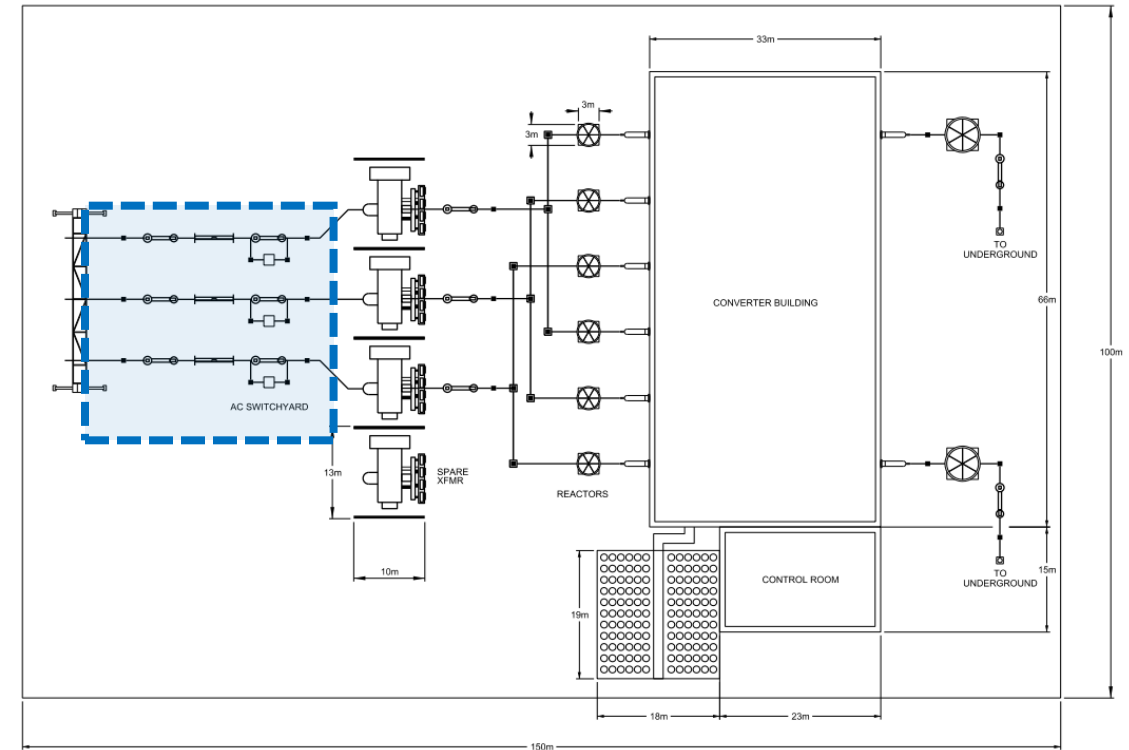 33m
3m
3m
TO
UNDERGROUND
CONVERTER BUILDING
66m
100m
AC SWITCHYARD
13m
SPARE
XFMR
REACTORS
10m
TO
UNDERGROUND
15m
CONTROL ROOM
19m
18m
23m
150m